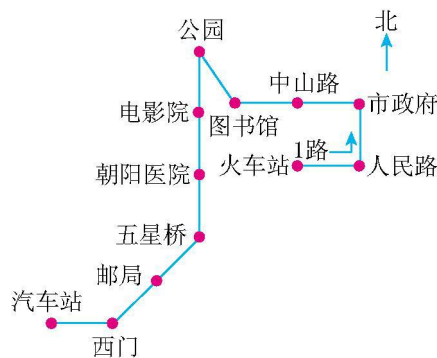 公园
北
中山路
电影院
图书馆
市政府
1路
朝阳医院
火车站
人民路
五星桥
邮局
汽车站
西门